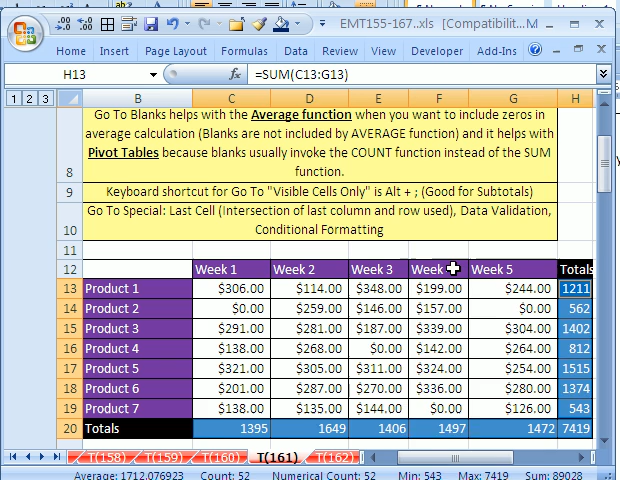 EMT155-167..xls [Compatibilit... M
Home Insert Page Layout Formulas Data Review View Developer Add-Ins
H13 fx =SUM(C13:G13)
1 2 3 B C D E F G H
Go To Blanks helps with the Average function when you want to include zeros in
average calculation (Blanks are not included by AVERAGE function) and it helps with
Pivot Tables because blanks usually invoke the COUNT function instead of the SUM
8 function.
9 Keyboard shortcut for Go To "Visible Cells Only" is Alt + ; (Good for Subtotals)
Go To Special: Last Cell (Intersection of last column and row used), Data Validation,
10 Conditional Formatting
11
12 Week 1 Week 2 Week 3 Week Week 5 Totals
13 Product 1 $306.00 $114.00 $348.00 $199.00 $244.00 1211
14 Product 2 $0.00 $259.00 $146.00 $157.00 $0.00 562
15 Product 3 $291.00 $281.00 $187.00 $339.00 $304.00 1402
16 Product 4 $138.00 $268.00 $0.00 $142.00 $264.00 812
17 Product 5 $321.00 $305.00 $311.00 $324.00 $254.00 1515
18 Product 6 $201.00 $287.00 $270.00 $336.00 $280.00 1374
19 Product 7 $138.00 $135.00 $144.00 $0.00 $126.00 543
20 Totals 1395 1649 1406 1497 1472 7419
T(158) T(159) T(160) T(161) T(162)
Average: 1712.076923 Count: 52 Numerical Count: 52 Min: 543 Max: 7419 Sum: 89028